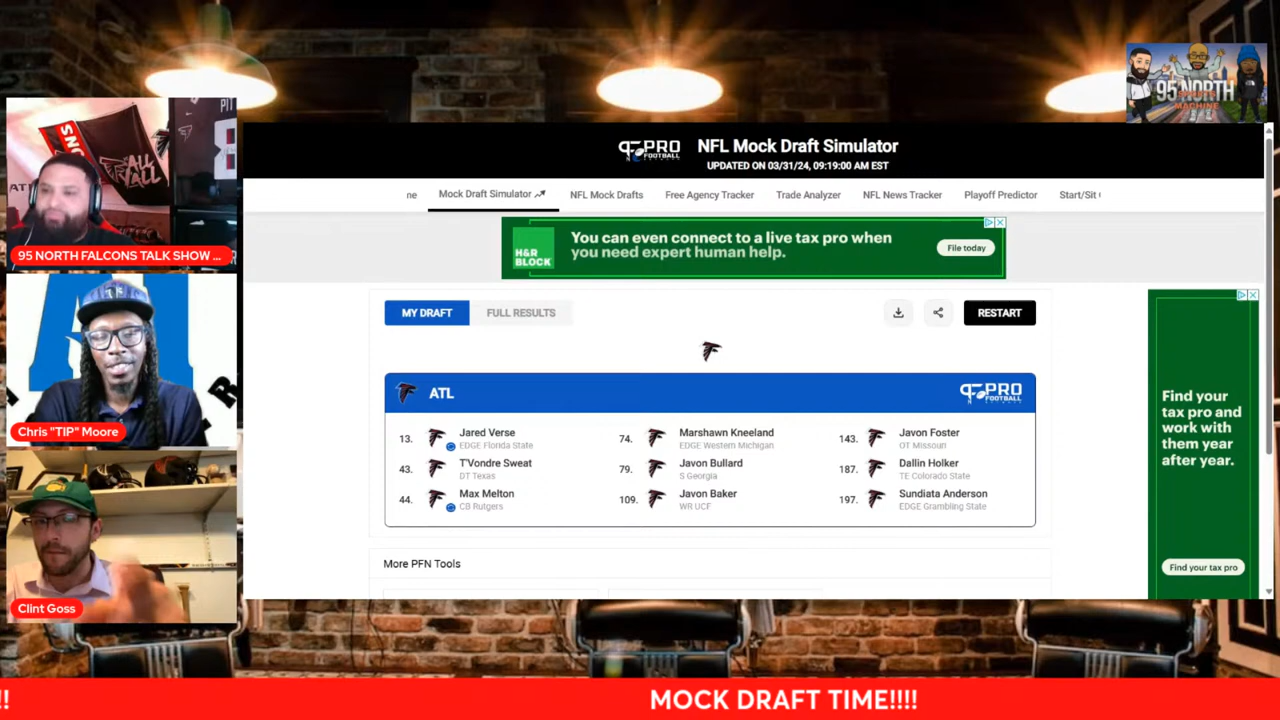 95 NORTH
MACHINE
PRO
FOOTBALL
NFL Mock Draft Simulator
UPDATED ON 03/31/24, 09:19:00 AM EST
ne
Mock Draft Simulator
NFL Mock Drafts
Free Agency Tracker
Trade Analyzer
NFL News Tracker
Playoff Predictor
Start/Sit
H&R
BLOCK
You can even connect to a live tax pro when
you need expert human help.
File today
95 NORTH FALCONS TALK SHOW ...
MY DRAFT
FULL RESULTS
RESTART
ATL
PRO
FOOTBALL
13.
Jared Verse
EDGE Florida State
43.
T'Vondre Sweat
DT Texas
44.
Max Melton
CB Rutgers
74.
Marshawn Kneeland
EDGE Western Michigan
79.
Javon Bullard
S Georgia
109.
Javon Baker
WR UCF
143.
Javon Foster
OT Missouri
187.
Dallin Holker
TE Colorado State
197.
Sundiata Anderson
EDGE Grambling State
Find your
tax pro and
work with
them year
after year.
Find your tax pro
Chris "TIP" Moore
More PFN Tools
Clint Goss
!!
MOCK DRAFT TIME!!!!